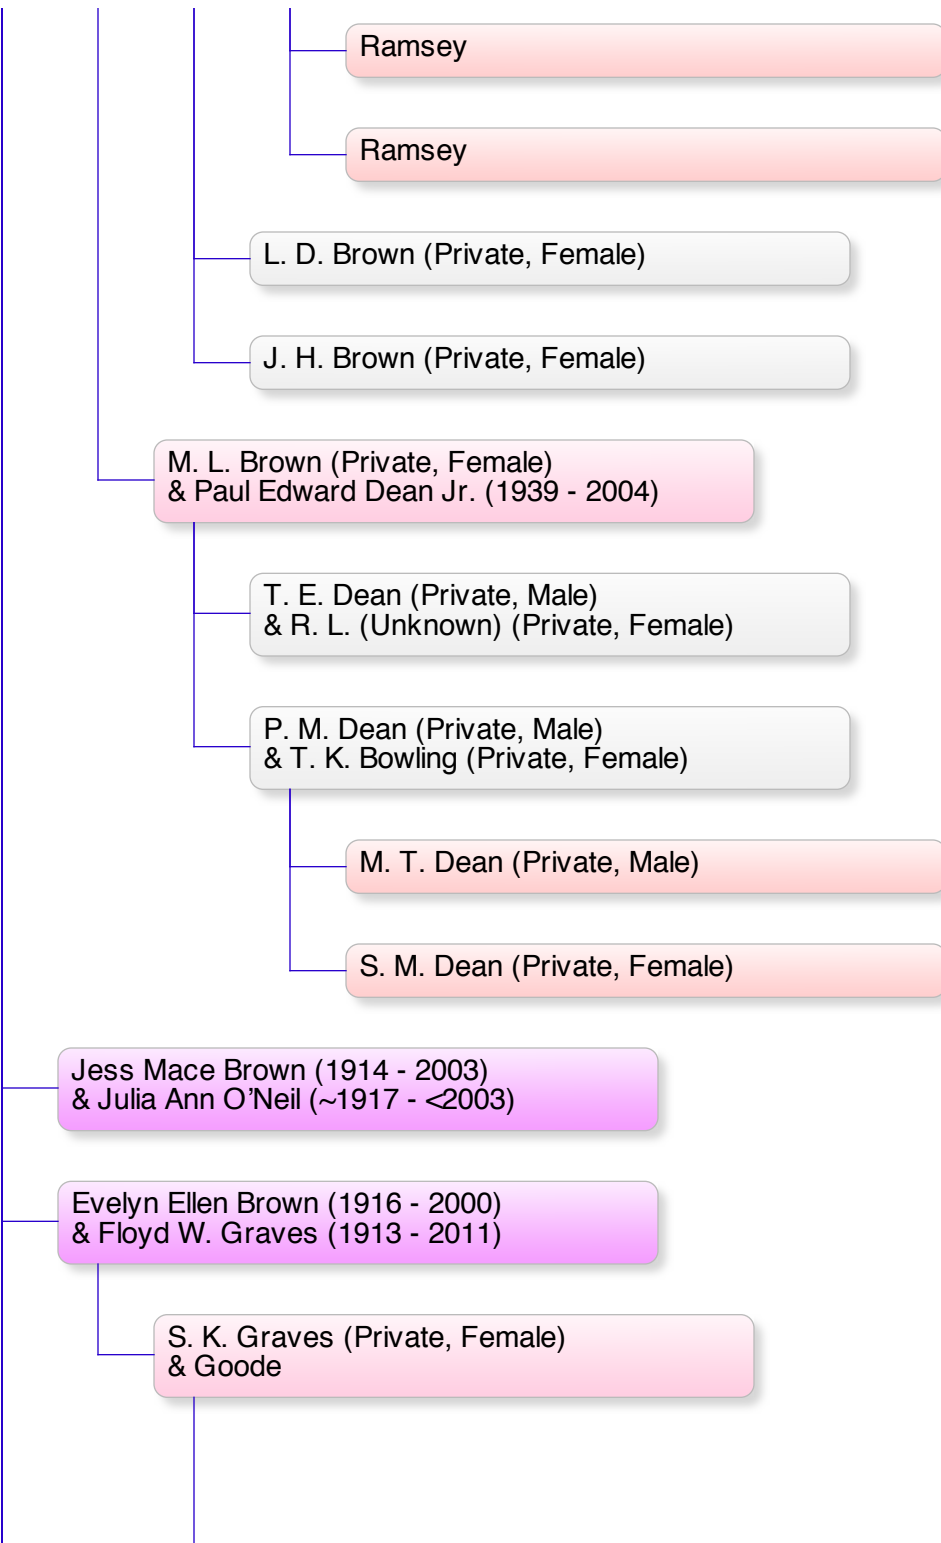 Ramsey
Ramsey
L. D. Brown (Private, Female)
J. H. Brown (Private, Female)
M. L. Brown (Private, Female)
& Paul Edward Dean Jr. (1939 - 2004)
T. E. Dean (Private, Male)
& R. L. (Unknown) (Private, Female)
P. M. Dean (Private, Male)
& T. K. Bowling (Private, Female)
M. T. Dean (Private, Male)
S. M. Dean (Private, Female)
Jess Mace Brown (1914 - 2003)
& Julia Ann O’Neil (~1917 - <2003)
Evelyn Ellen Brown (1916 - 2000)
& Floyd W. Graves (1913 - 2011)
S. K. Graves (Private, Female)
& Goode